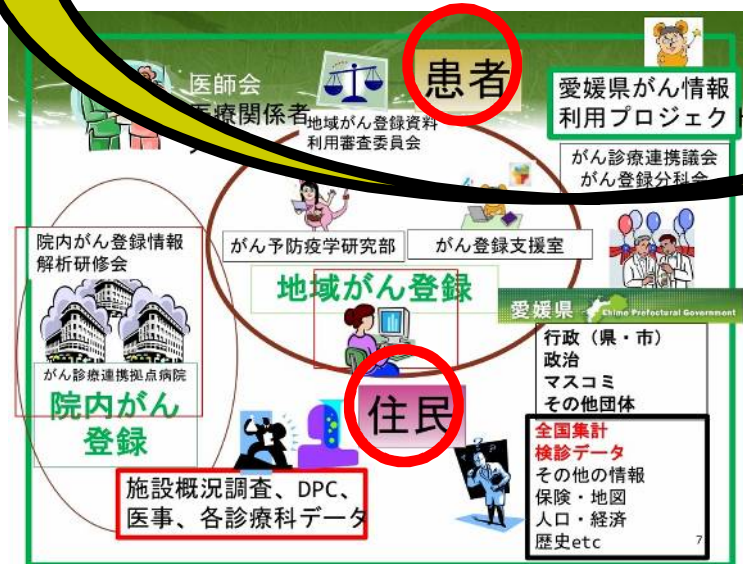 医師会
医療関係者
地域がん登録資料
利用審査委員会
患者
愛媛県がん情報
利用プロジェクト
がん診療連携議会
がん登録分科会
院内がん登録情報
解析研修会
がん予防疫学研究部
がん登録支援室
地域がん登録
愛媛県
Ehime Prefectural Government
がん診療連携拠点病院
院内がん
登録
住民
行政（県・市）
政治
マスコミ
その他団体
全国集計
検診データ
その他の情報
保険・地図
人口・経済
歴史etc
施設概況調査、DPC、
医事、各診療科データ
7